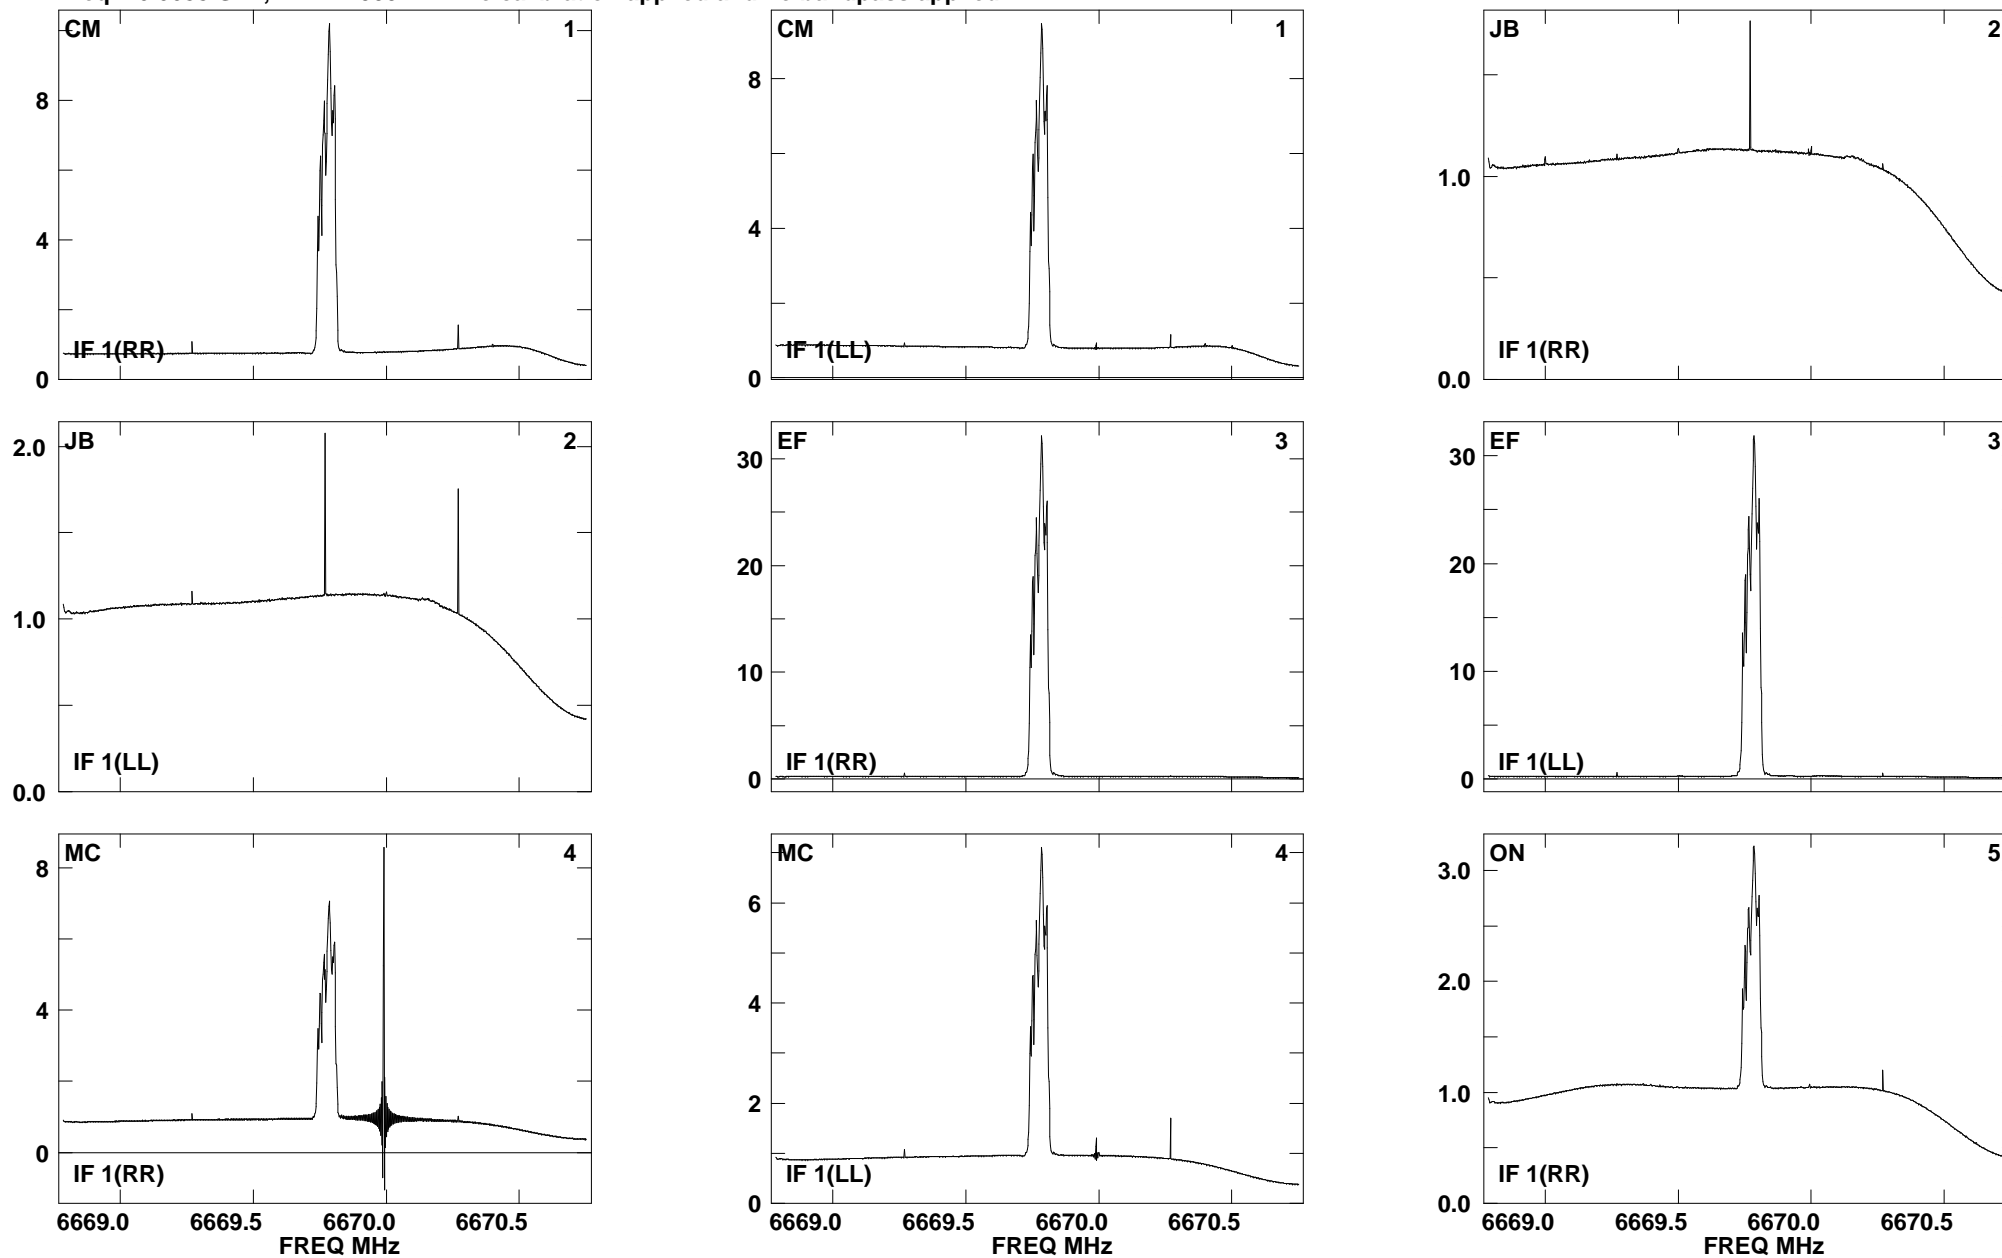 CM 1 CM 1 JB 2
8 8
4 4 1.0
IF 1(RR) IF 1(LL) IF 1(RR)
0 0 0.0
JB 2 EF 3 EF 3
2.0 30 30
20 20
1.0 10 10
IF 1(LL) IF 1(RR) IF 1(LL)
0.0 0 0
MC 4 MC 4 ON 5
8 6 3.0
4 4 2.0
2 1.0
0
IF 1(RR) IF 1(LL) IF 1(RR)
0 0.0
6669.0 6669.5 6670.0 6670.5 6669.0 6669.5 6670.0 6670.5 6669.0 6669.5 6670.0 6670.5
FREQ MHz FREQ MHz FREQ MHz